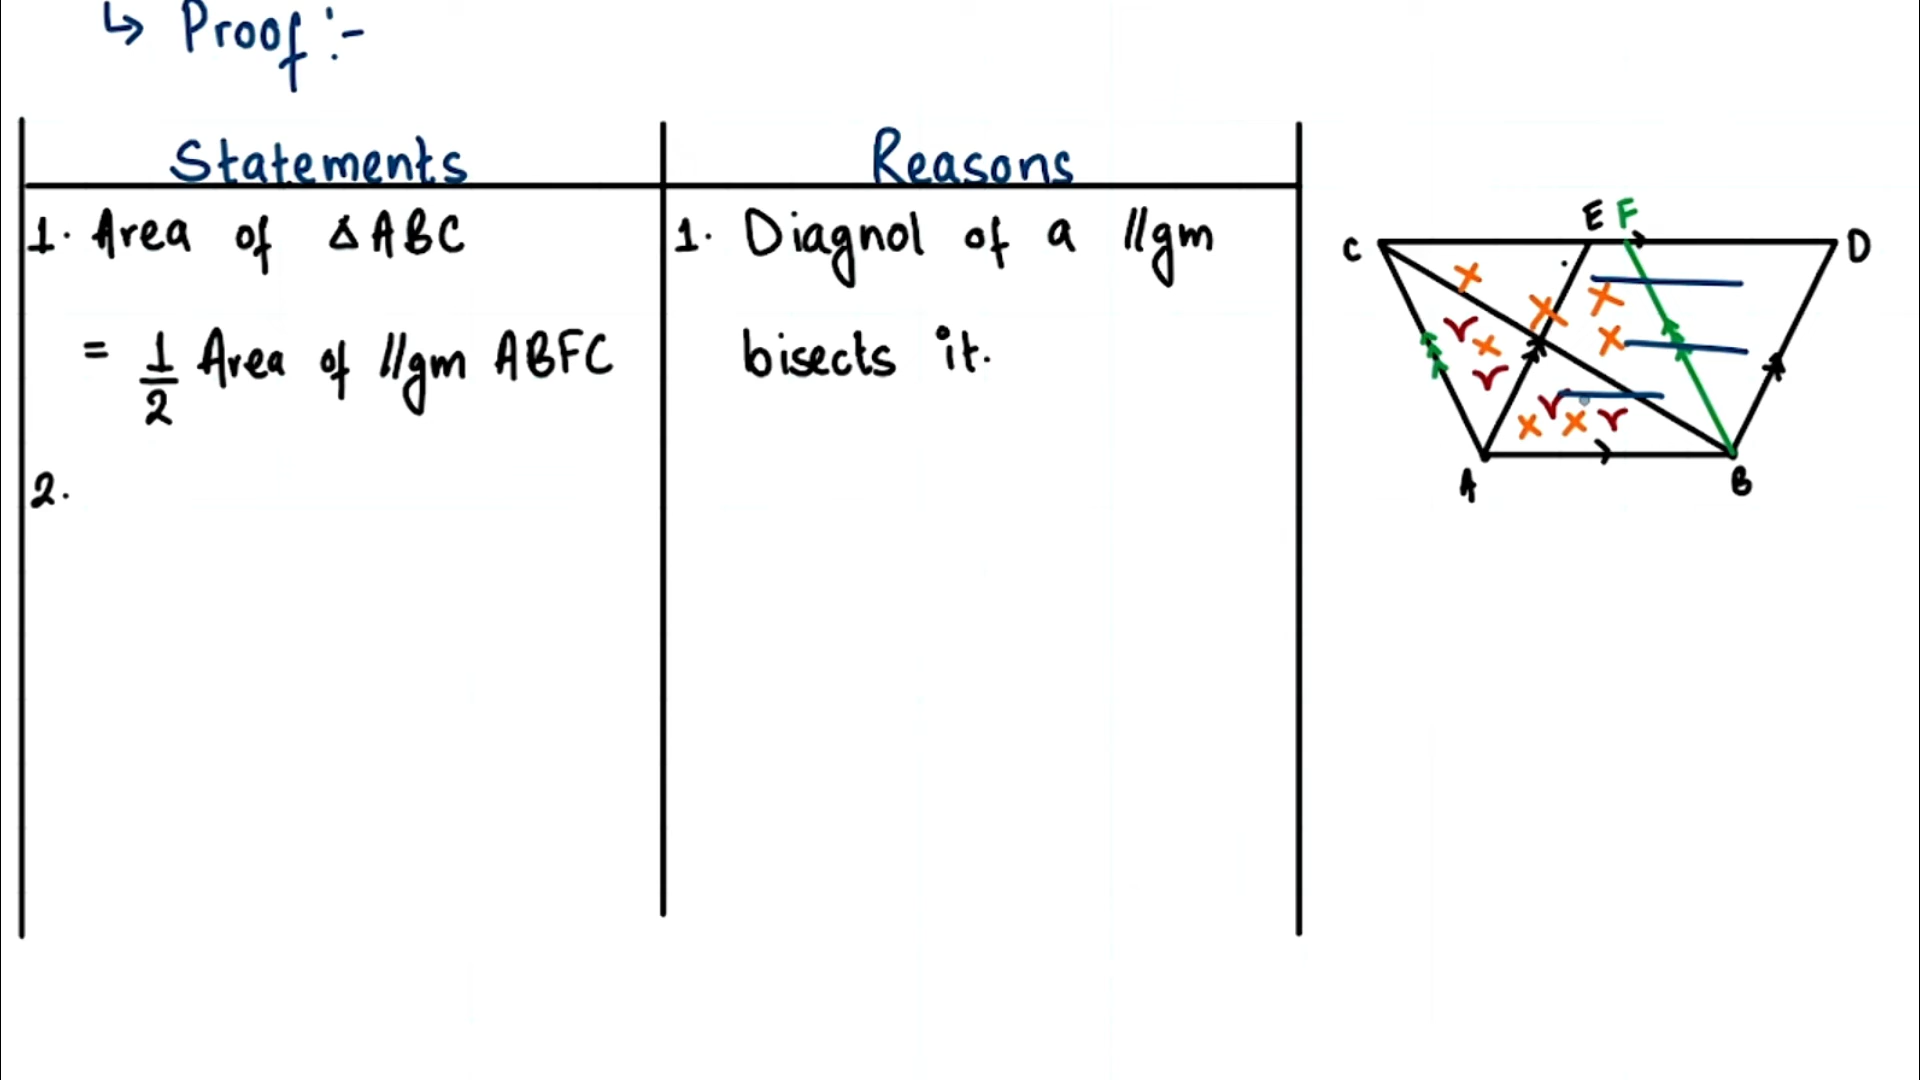 ↳ Proof :-
Statements
Reasons
1. Area of △ABC
= 1/2 Area of //gm ABFC
2.
1. Diagnol of a //gm
bisects it.
E F
C
D
A
B